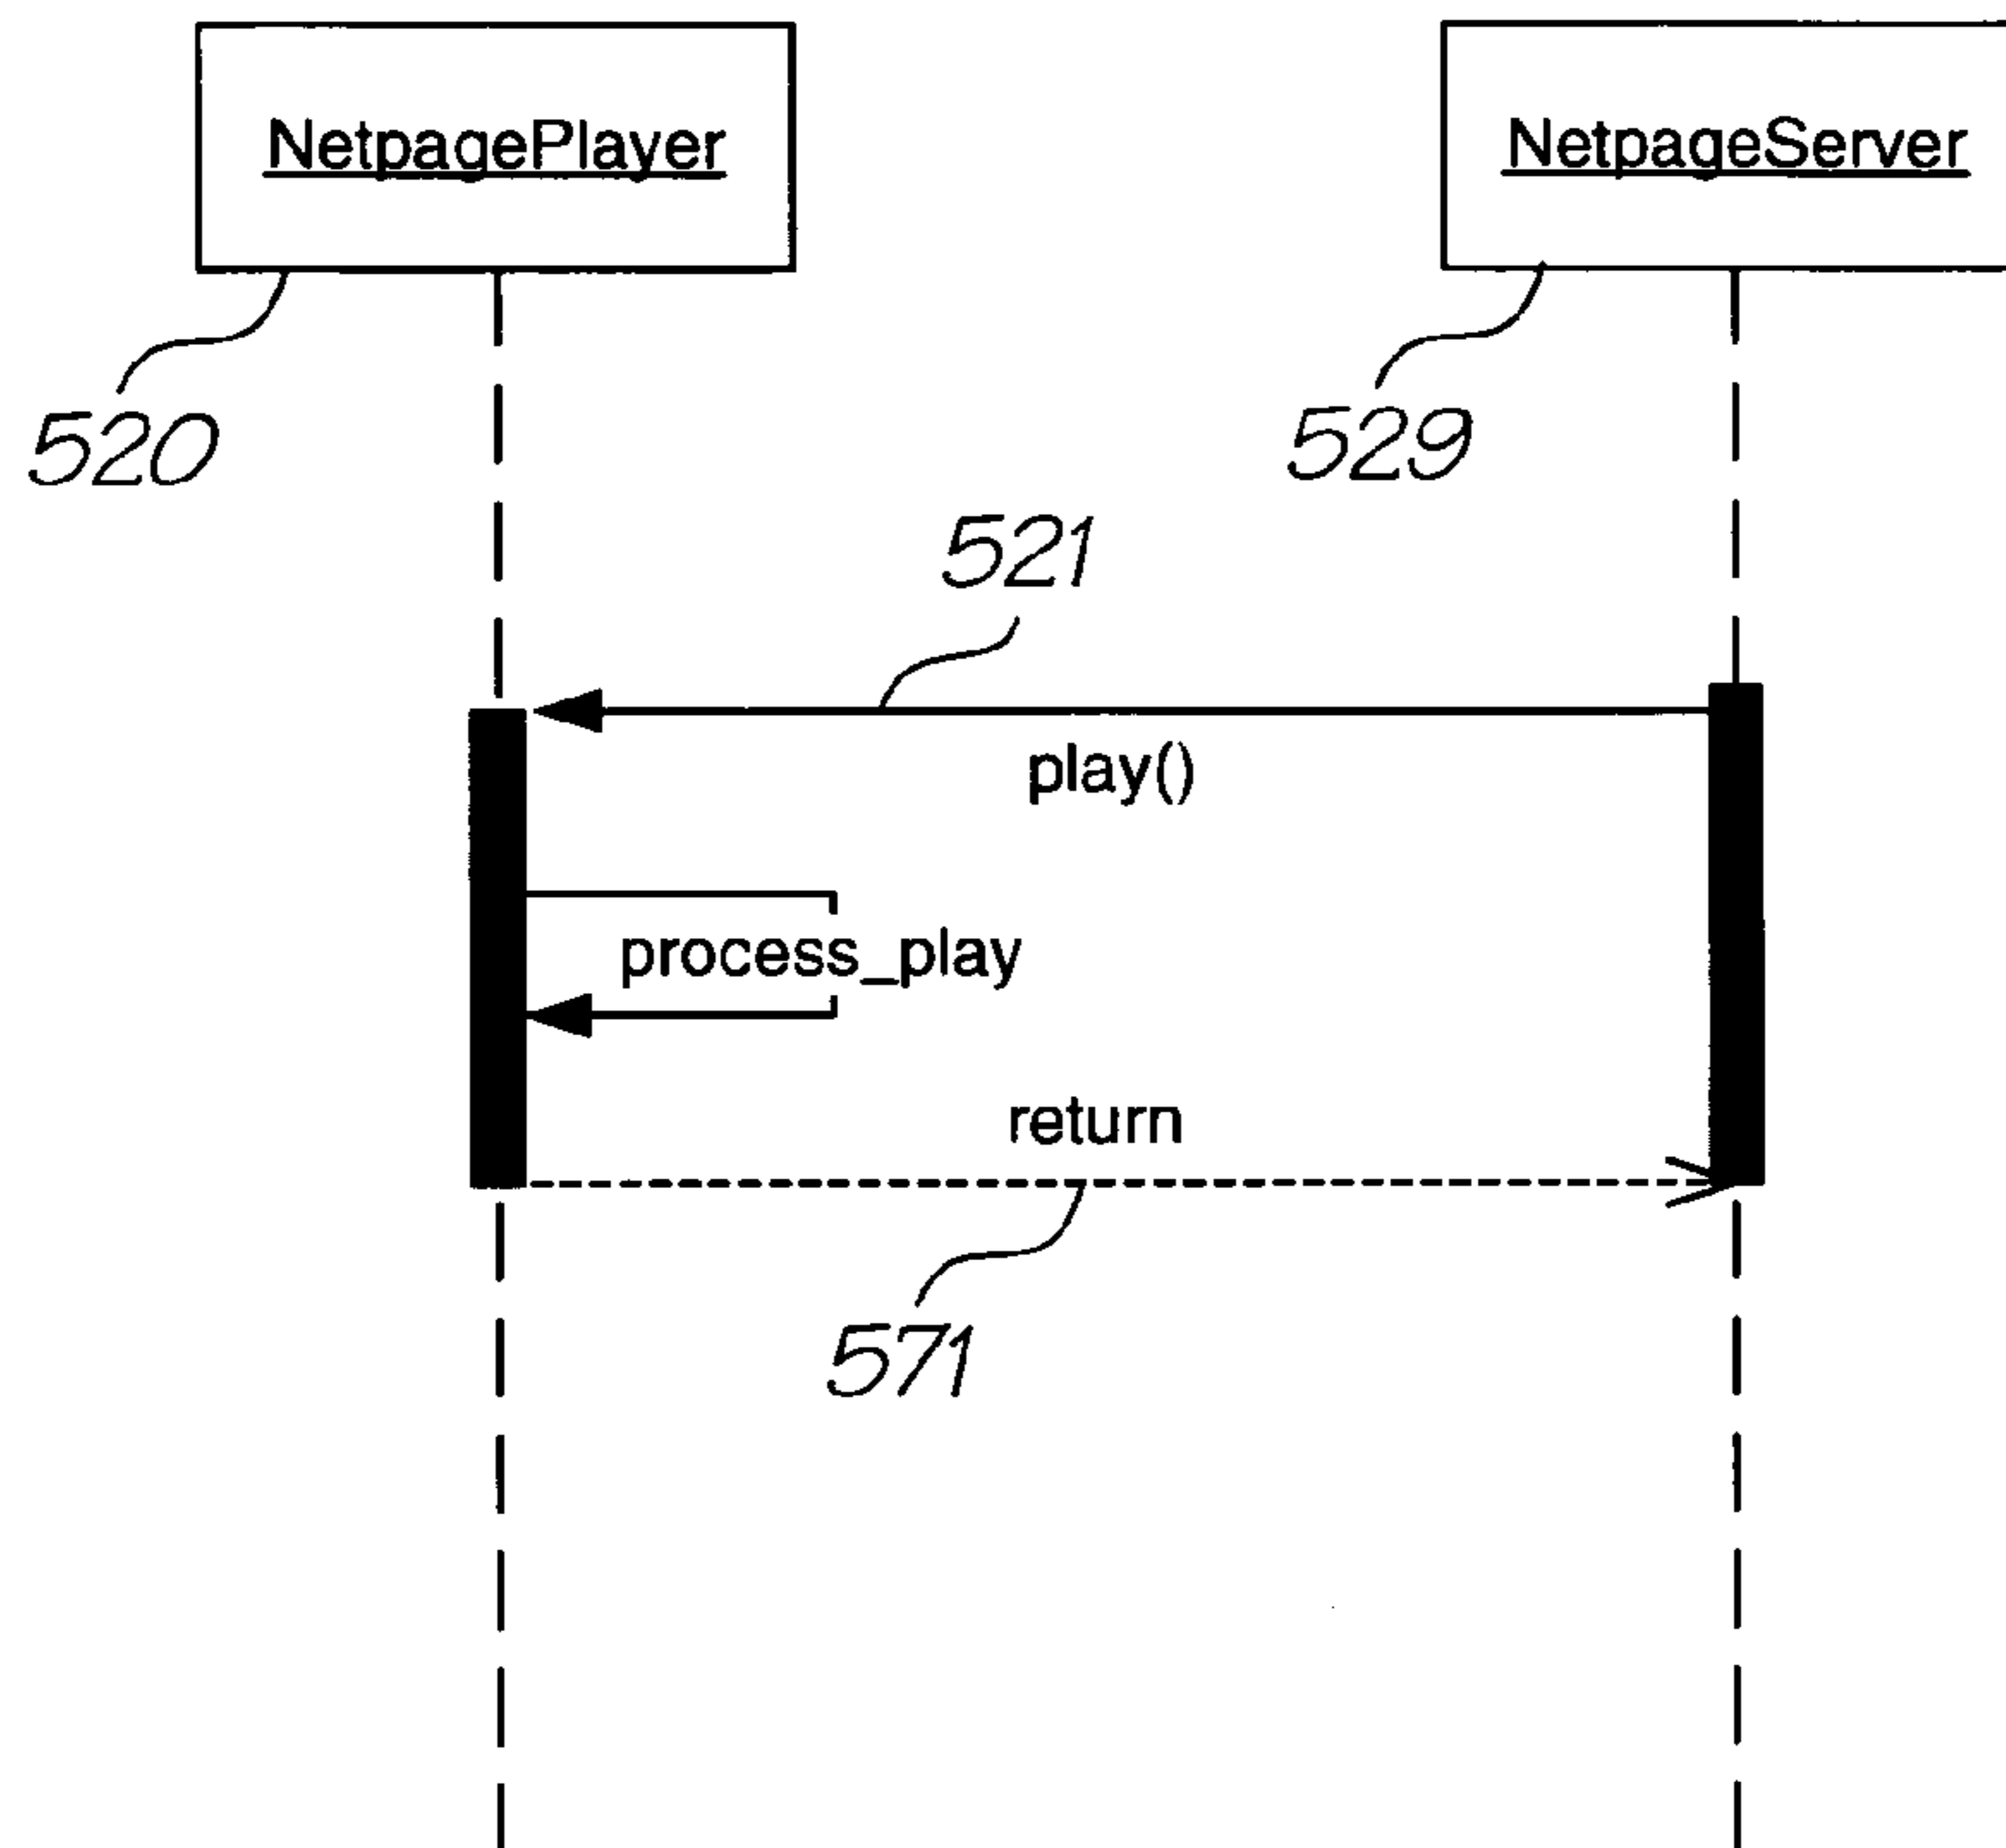 NetpagePlayer
NetpageServer
520
529
521
play()
process_play
return
571